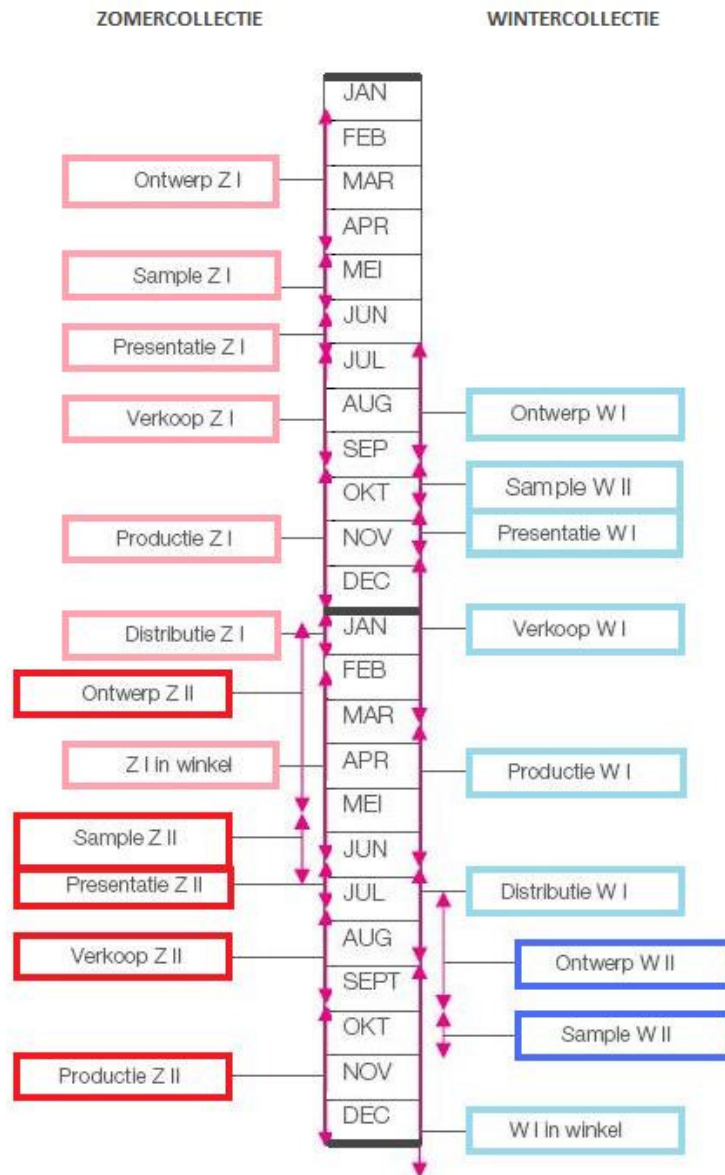 ZOMERCOLLECTIE
WINTERCOLLECTIE
JAN
FEB
MAR
APR
MEI
JUN
JUL
AUG
SEP
OKT
NOV
DEC
JAN
FEB
MAR
APR
MEI
JUN
JUL
AUG
SEPT
OKT
NOV
DEC
Ontwerp Z I
Sample Z I
Presentatie Z I
Verkoop Z I
Productie Z I
Distributie Z I
Ontwerp Z II
Z I in winkel
Sample Z II
Presentatie Z II
Verkoop Z II
Productie Z II
Ontwerp W I
Sample W II
Presentatie W I
Verkoop W I
Productie W I
Distributie W I
Ontwerp W II
Sample W II
W I in winkel